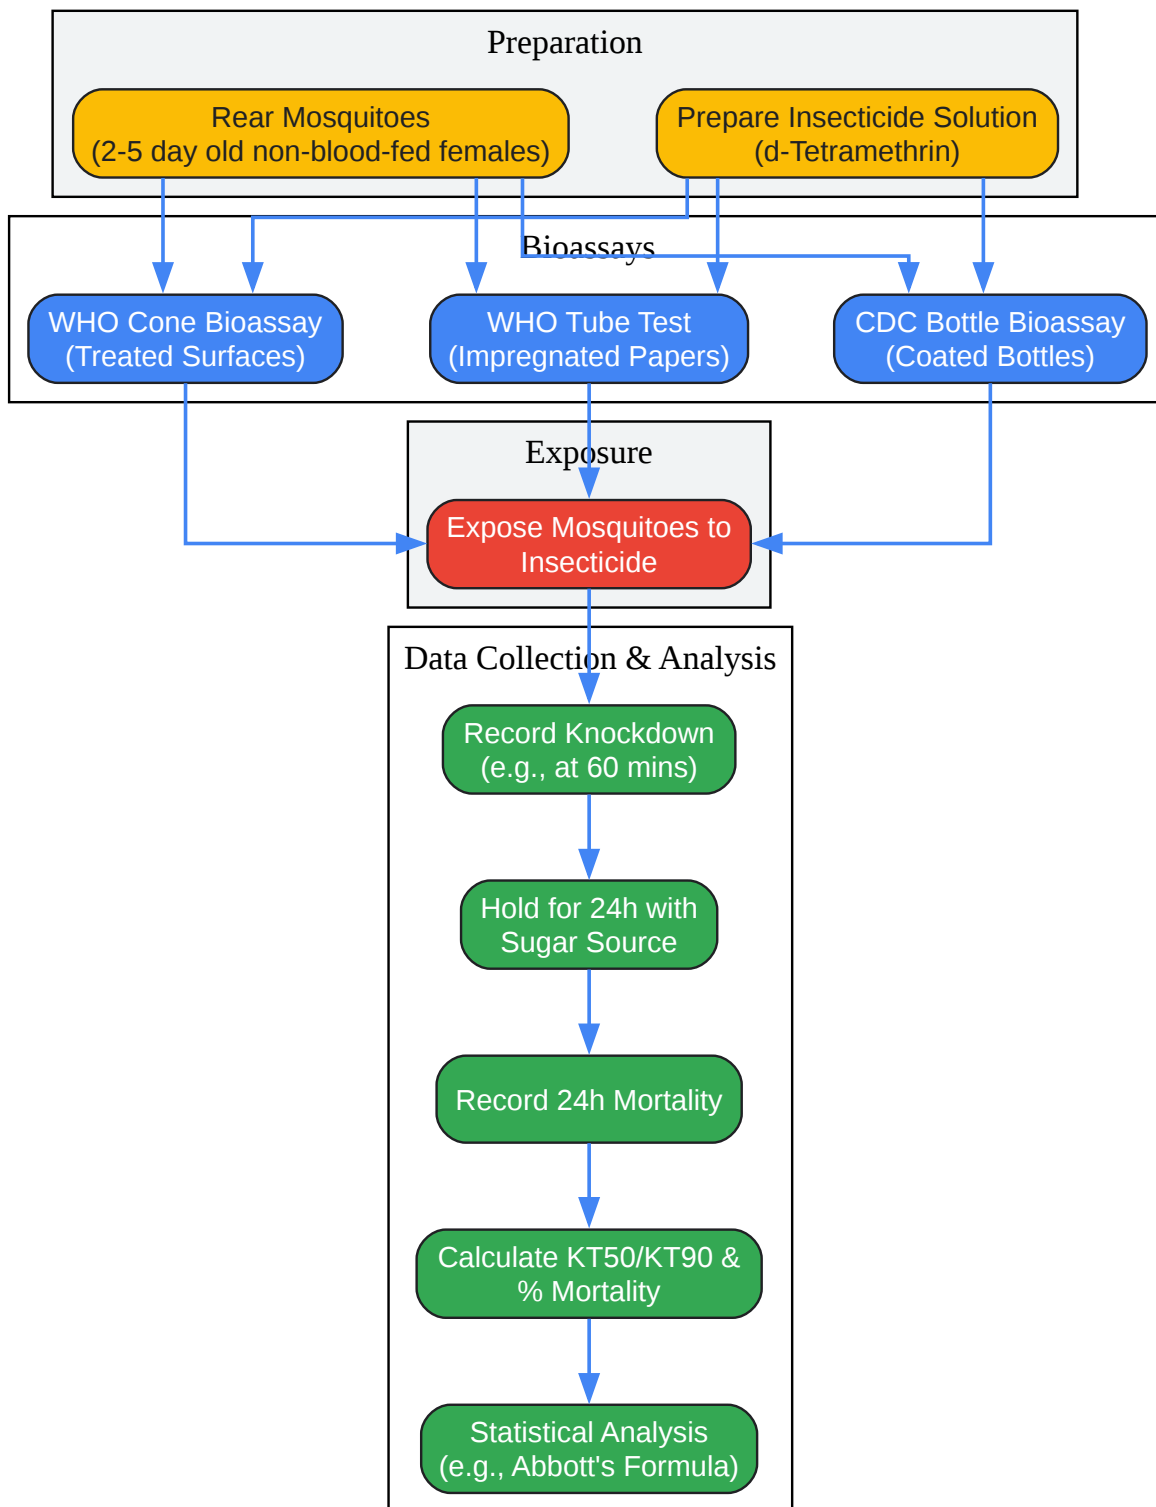 Preparation
Rear Mosquitoes
(2-5 day old non-blood-fed females)
Prepare Insecticide Solution
(d-Tetramethrin)
Bioassays
WHO Cone Bioassay
(Treated Surfaces)
WHO Tube Test
(Impregnated Papers)
CDC Bottle Bioassay
(Coated Bottles)
Exposure
Expose Mosquitoes to
Insecticide
Data Collection & Analysis
Record Knockdown
(e.g., at 60 mins)
Hold for 24h with
Sugar Source
Record 24h Mortality
Calculate KT50/KT90 &
% Mortality
Statistical Analysis
(e.g., Abbott's Formula)